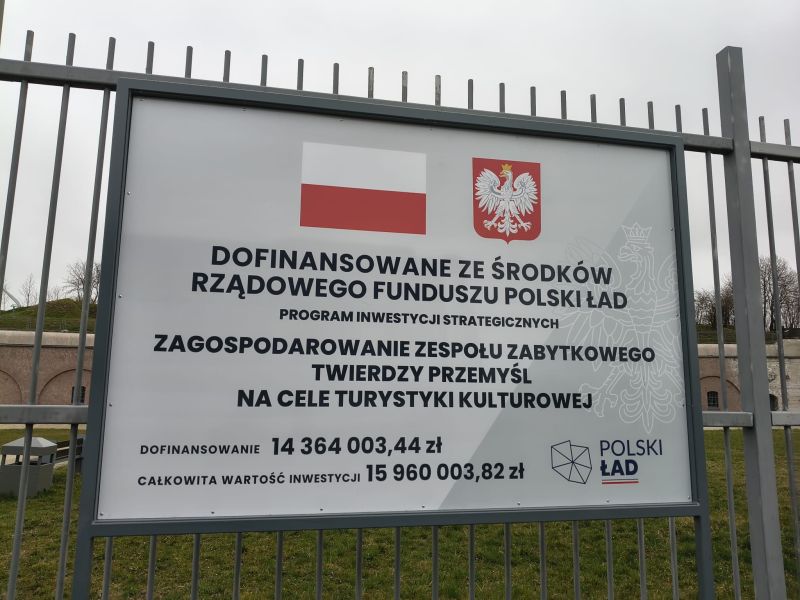 DOFINANSOWANE ZE ŚRODKÓW
RZĄDOWEGO FUNDUSZU POLSKI ŁAD
PROGRAM INWESTYCJI STRATEGICZNYCH
ZAGOSPODAROWANIE ZESPOŁU ZABYTKOWEGO
TWIERDZY PRZEMYŚL
NA CELE TURYSTYKI KULTUROWEJ
DOFINANSOWANIE 14 364 003,44 zł
CAŁKOWITA WARTOŚĆ INWESTYCJI 15 960 003,82 zł
POLSKI
ŁAD